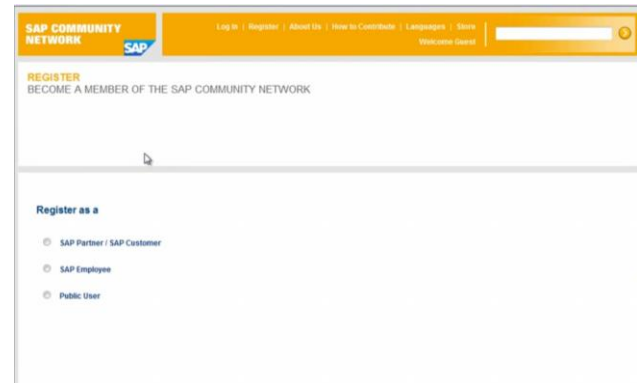 SAP COMMUNITY
NETWORK
SAP
Log In | Register | About Us | How to Contribute | Languages | Store
Welcome Guest
REGISTER
BECOME A MEMBER OF THE SAP COMMUNITY NETWORK
Register as a
SAP Partner / SAP Customer
SAP Employee
Public User